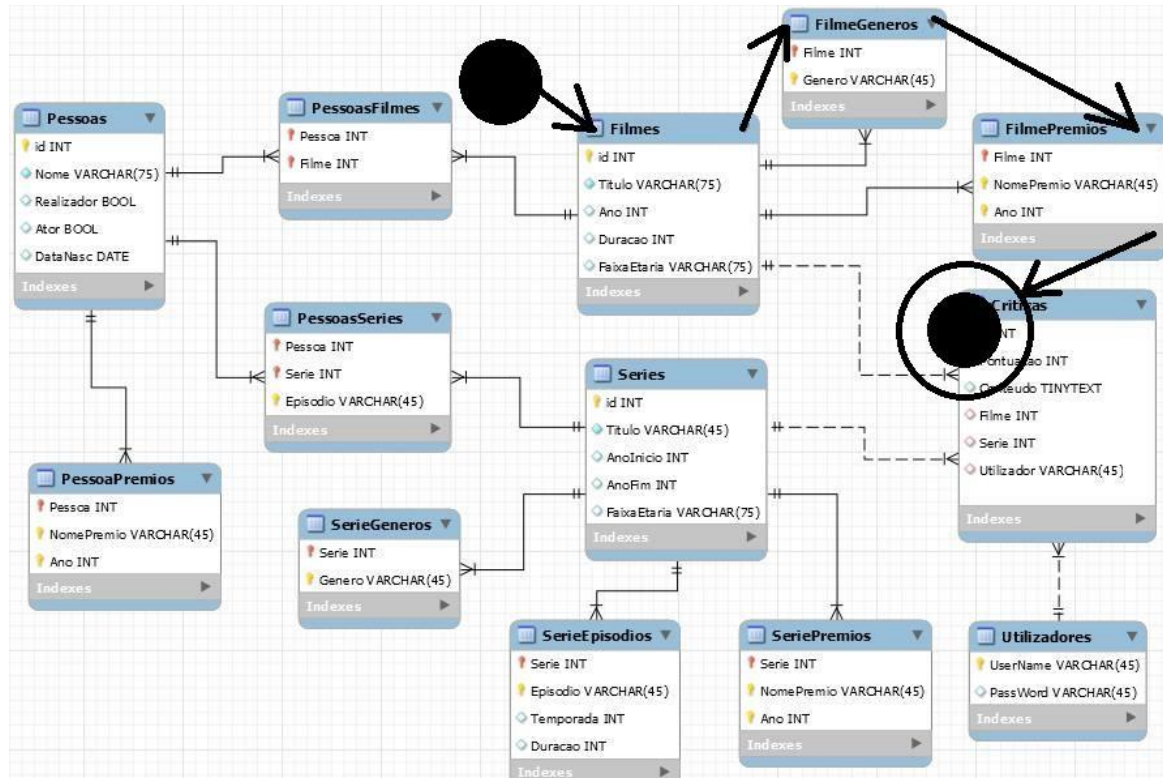 FilmeGeneros
Filme INT
Genero VARCHAR(45)
Indexes
PessoasFilmes
Pessoa INT
Filme INT
Indexes
Pessoas
id INT
Nome VARCHAR(75)
Realizador BOOL
Ator BOOL
DataNasc DATE
Indexes
Filmes
id INT
Titulo VARCHAR(75)
Ano INT
Duracao INT
FaixaEtaria VARCHAR(75)
Indexes
FilmePremios
Filme INT
NomePremio VARCHAR(45)
Ano INT
Indexes
PessoasSeries
Pessoa INT
Serie INT
Episodio VARCHAR(45)
Indexes
Series
id INT
Titulo VARCHAR(45)
AnoInicio INT
AnoFim INT
FaixaEtaria VARCHAR(75)
Indexes
Criticas
INT
Pontuacao INT
Conteudo TINYTEXT
Filme INT
Serie INT
Utilizador VARCHAR(45)
Indexes
PessoaPremios
Pessoa INT
NomePremio VARCHAR(45)
Ano INT
Indexes
SerieGeneros
Serie INT
Genero VARCHAR(45)
Indexes
SerieEpisodios
Serie INT
Episodio VARCHAR(45)
Temporada INT
Duracao INT
Indexes
SeriePremios
Serie INT
NomePremio VARCHAR(45)
Ano INT
Indexes
Utilizadores
UserName VARCHAR(45)
PassWord VARCHAR(45)
Indexes